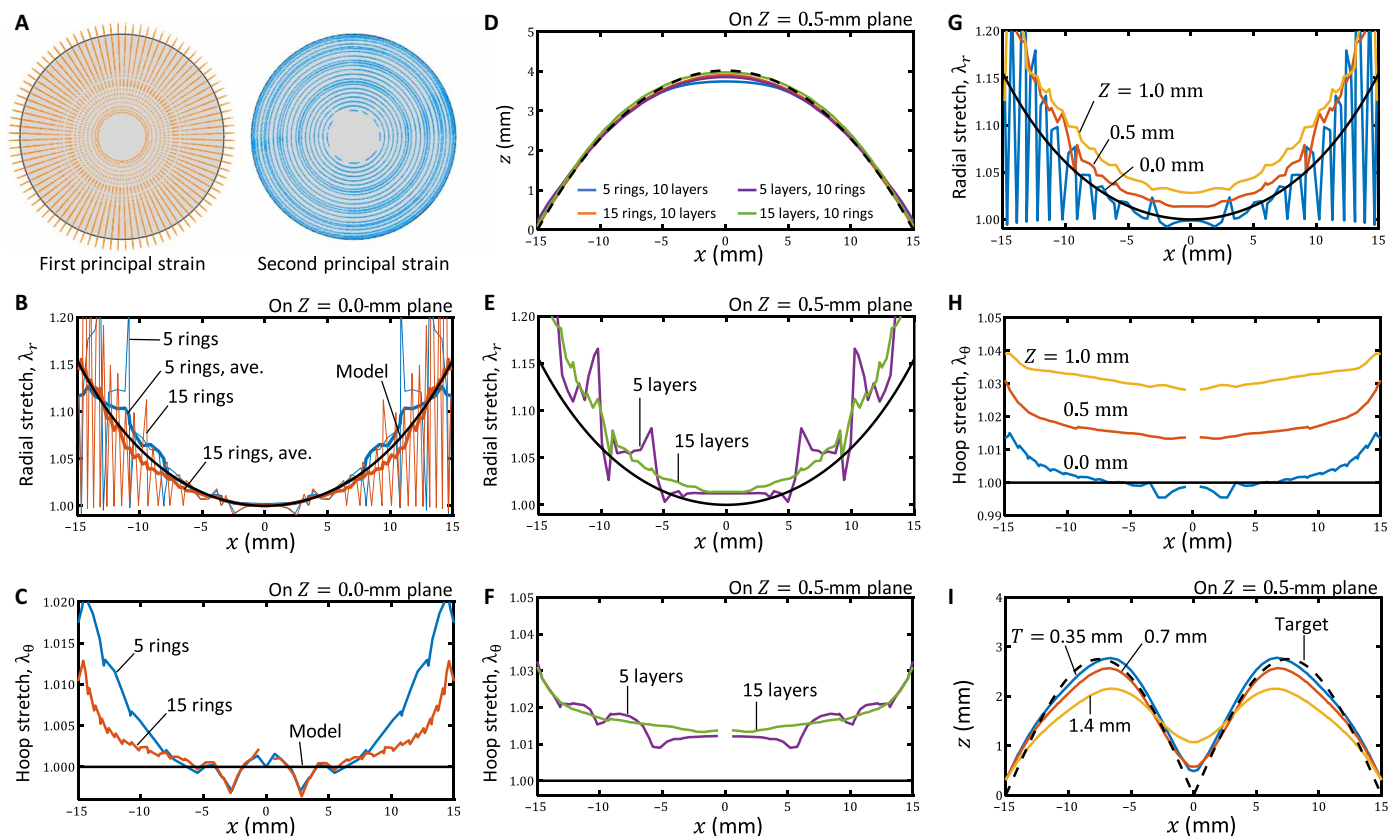 A
First principal strain
Second principal strain
B
On Z = 0.0-mm plane
Radial stretch, λr
1.20
1.15
1.10
1.05
1.00
5 rings
5 rings, ave.
15 rings
15 rings, ave.
Model
−15 −10 −5 0 5 10 15
x (mm)
C
On Z = 0.0-mm plane
Hoop stretch, λθ
1.020
1.015
1.010
1.005
1.000
5 rings
15 rings
Model
−15 −10 −5 0 5 10 15
x (mm)
D
On Z = 0.5-mm plane
z (mm)
5
4
3
2
1
0
5 rings, 10 layers
5 layers, 10 rings
15 rings, 10 layers
15 layers, 10 rings
−15 −10 −5 0 5 10 15
x (mm)
E
On Z = 0.5-mm plane
Radial stretch, λr
1.20
1.15
1.10
1.05
1.00
5 layers
15 layers
−15 −10 −5 0 5 10 15
x (mm)
F
On Z = 0.5-mm plane
Hoop stretch, λθ
1.05
1.04
1.03
1.02
1.01
1.00
5 layers
15 layers
−15 −10 −5 0 5 10 15
x (mm)
G
Radial stretch, λr
1.20
1.15
1.10
1.05
1.00
Z = 1.0 mm
0.5 mm
0.0 mm
−15 −10 −5 0 5 10 15
x (mm)
H
Hoop stretch, λθ
1.05
1.04
1.03
1.02
1.01
1.00
0.99
Z = 1.0 mm
0.5 mm
0.0 mm
−15 −10 −5 0 5 10 15
x (mm)
I
On Z = 0.5-mm plane
z (mm)
4
3
2
1
0
T = 0.35 mm
0.7 mm
Target
1.4 mm
−15 −10 −5 0 5 10 15
x (mm)